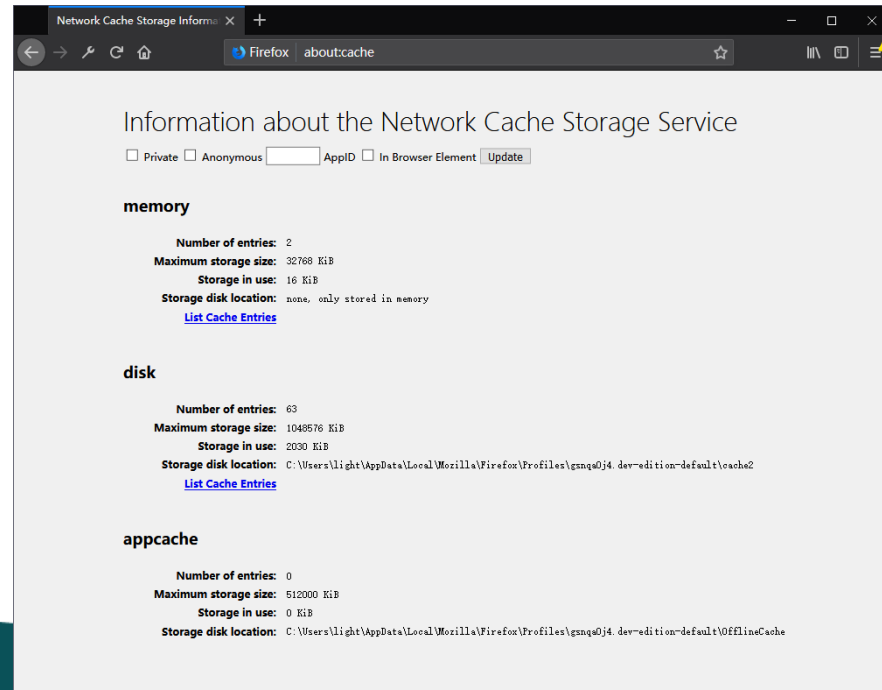 Network Cache Storage Informa
Firefox about:cache
Information about the Network Cache Storage Service
Private Anonymous AppID In Browser Element Update
memory
Number of entries: 2
Maximum storage size: 32768 KiB
Storage in use: 16 KiB
Storage disk location: none, only stored in memory
List Cache Entries
disk
Number of entries: 63
Maximum storage size: 1048576 KiB
Storage in use: 2030 KiB
Storage disk location: C:\Users\light\AppData\Local\Mozilla\Firefox\Profiles\gsnqa0j4.dev-edition-default\cache2
List Cache Entries
appcache
Number of entries: 0
Maximum storage size: 512000 KiB
Storage in use: 0 KiB
Storage disk location: C:\Users\light\AppData\Local\Mozilla\Firefox\Profiles\gsnqa0j4.dev-edition-default\OfflineCache